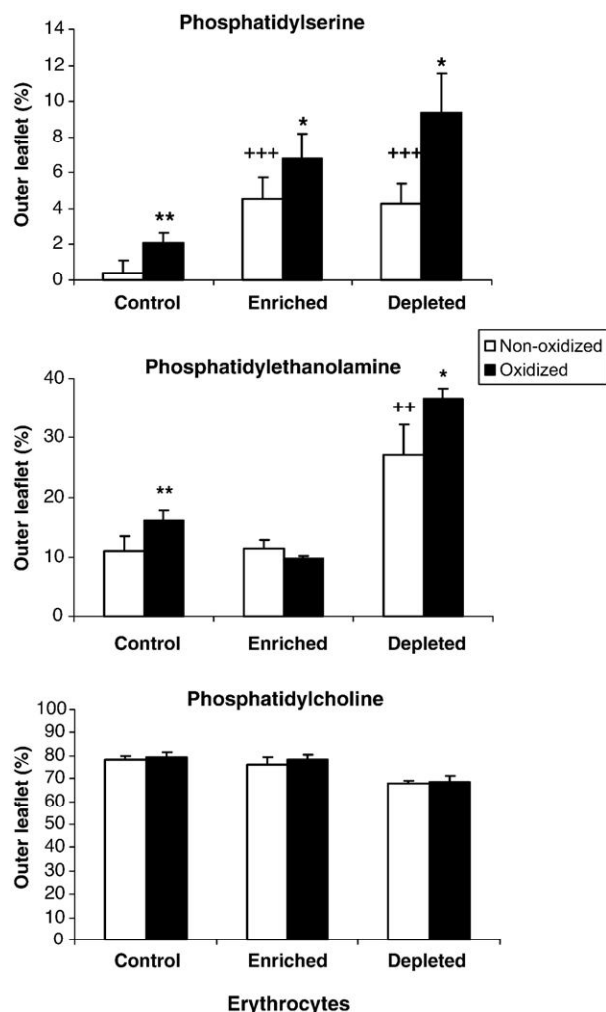 Phosphatidylserine
Outer leaflet (%)
14
12
10
8
6
4
2
0
**
+++
*
+++
*
Control Enriched Depleted
Non-oxidized
Oxidized
Phosphatidylethanolamine
Outer leaflet (%)
40
30
20
10
0
**
++
*
Control Enriched Depleted
Phosphatidylcholine
Outer leaflet (%)
100
90
80
70
60
50
40
30
20
10
0
Control Enriched Depleted
Erythrocytes